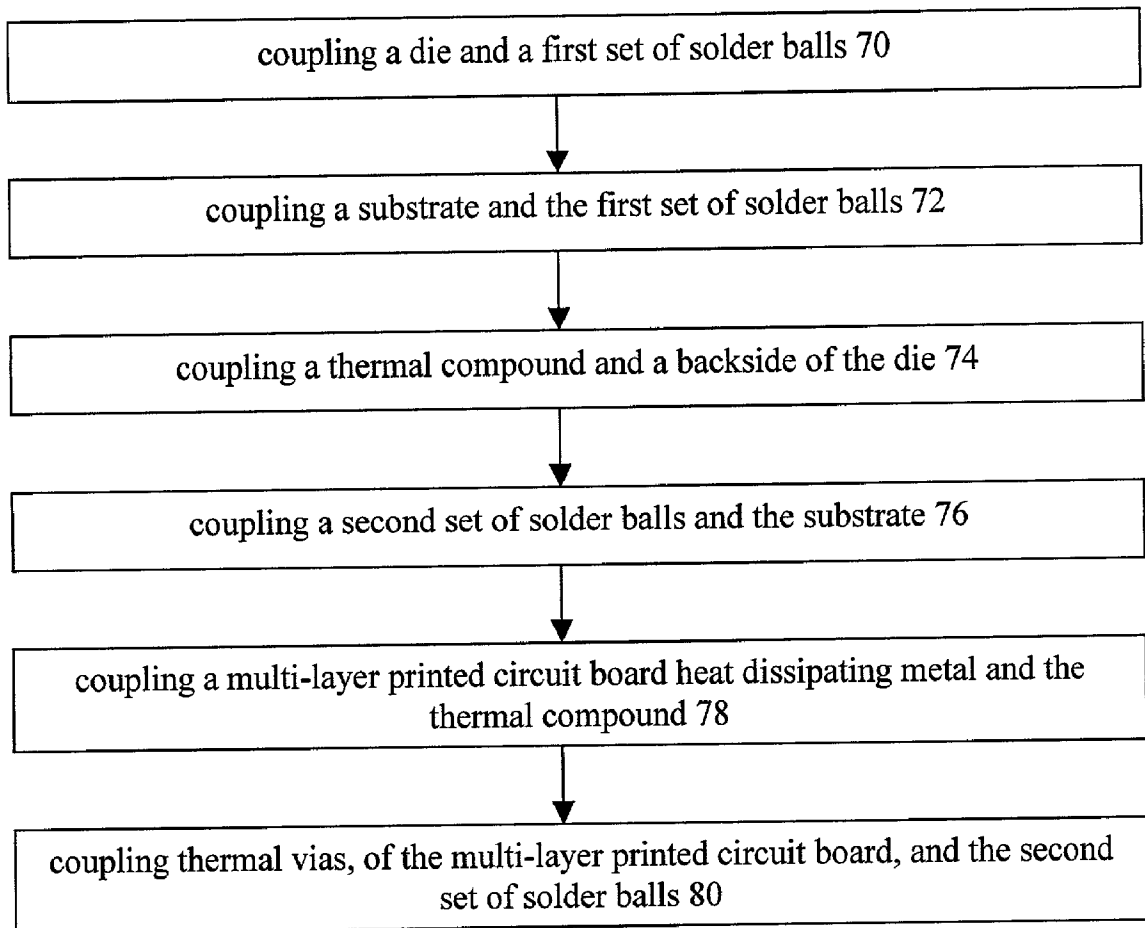 coupling a die and a first set of solder balls 70
coupling a substrate and the first set of solder balls 72
coupling a thermal compound and a backside of the die 74
coupling a second set of solder balls and the substrate 76
coupling a multi-layer printed circuit board heat dissipating metal and the
thermal compound 78
coupling thermal vias, of the multi-layer printed circuit board, and the second
set of solder balls 80